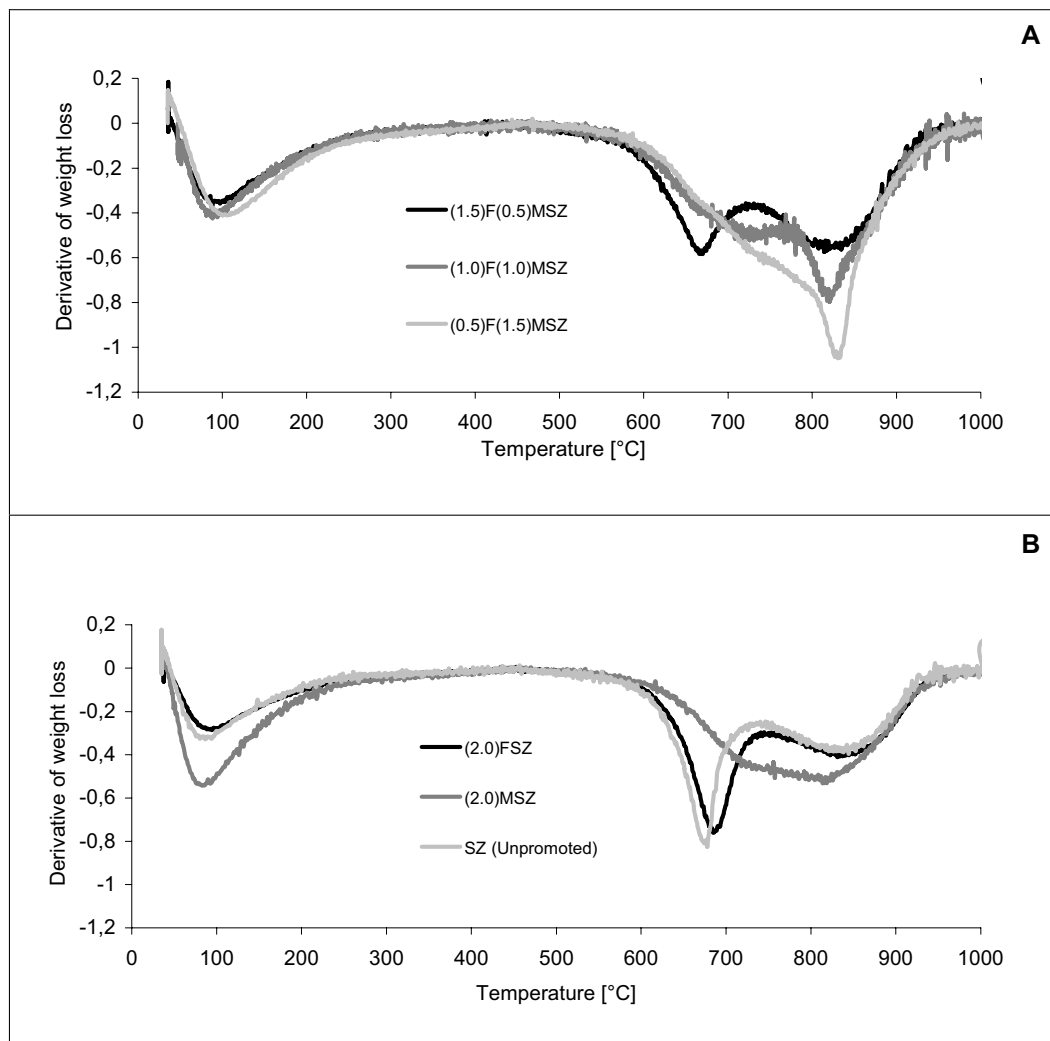 A
0,2
0
-0,2
-0,4
-0,6
-0,8
-1
-1,2
Derivative of weight loss
(1.5)F(0.5)MSZ
(1.0)F(1.0)MSZ
(0.5)F(1.5)MSZ
0 100 200 300 400 500 600 700 800 900 1000
Temperature [°C]
B
0,2
0
-0,2
-0,4
-0,6
-0,8
-1
-1,2
Derivative of weight loss
(2.0)FSZ
(2.0)MSZ
SZ (Unpromoted)
0 100 200 300 400 500 600 700 800 900 1000
Temperature [°C]